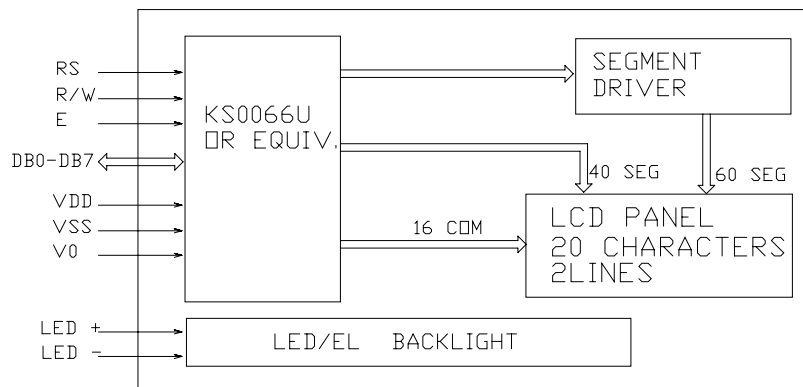 RS
R/W
E
DB0-DB7
VDD
VSS
V0
LED +
LED -
KS0066U
OR EQUIV.
SEGMENT
DRIVER
40 SEG
60 SEG
16 COM
LCD PANEL
20 CHARACTERS
2LINES
LED/EL BACKLIGHT